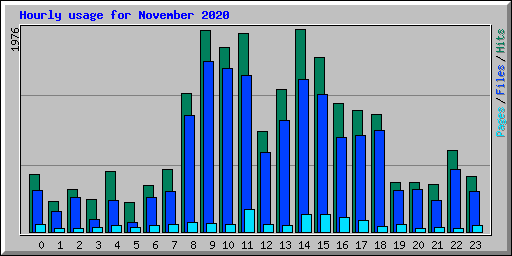 Hourly usage for November 2020
1976
Pages/Files/Hits
0 1 2 3 4 5 6 7 8 9 10 11 12 13 14 15 16 17 18 19 20 21 22 23